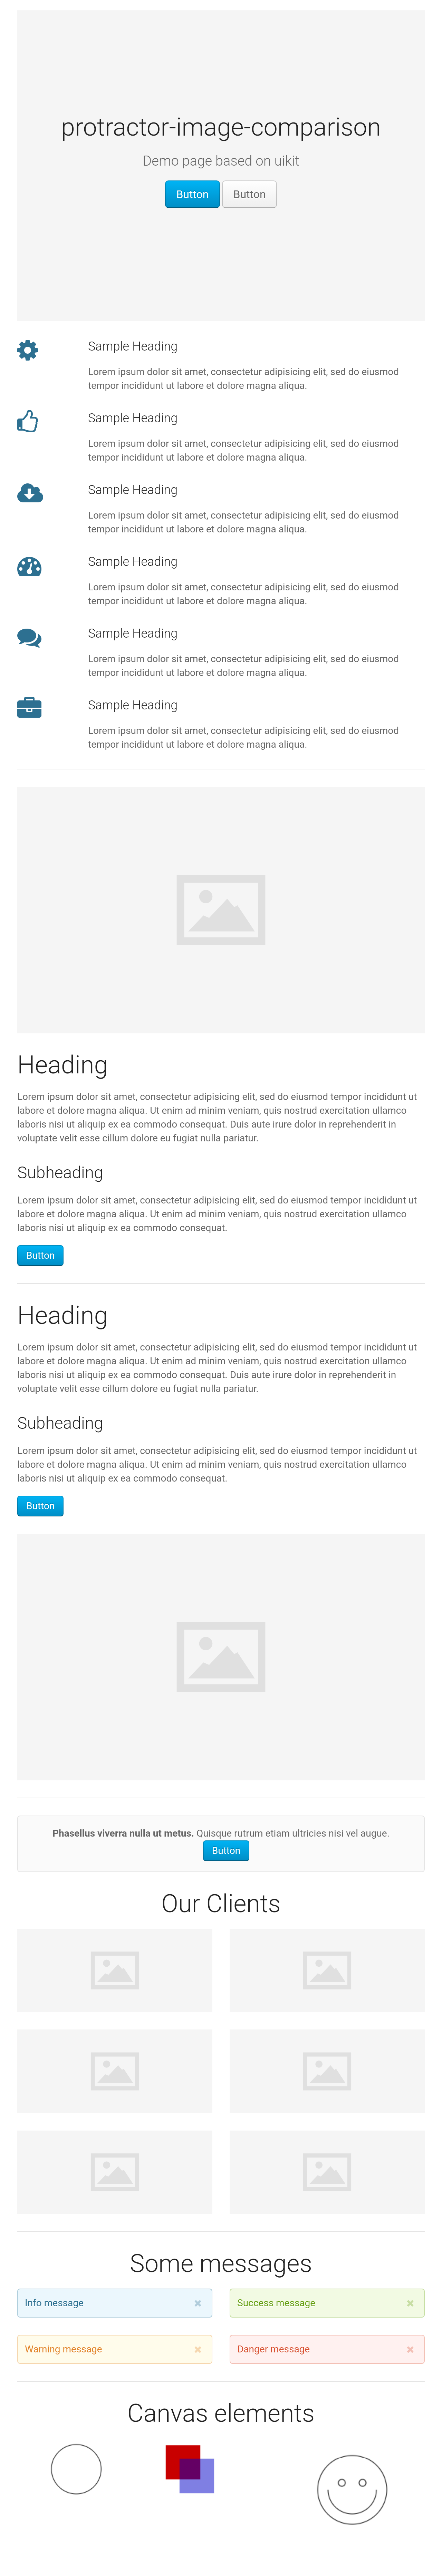 protractor-image-comparison
Demo page based on uikit
Button Button
Sample Heading
Lorem ipsum dolor sit amet, consectetur adipisicing elit, sed do eiusmod
tempor incididunt ut labore et dolore magna aliqua.
Sample Heading
Lorem ipsum dolor sit amet, consectetur adipisicing elit, sed do eiusmod
tempor incididunt ut labore et dolore magna aliqua.
Sample Heading
Lorem ipsum dolor sit amet, consectetur adipisicing elit, sed do eiusmod
tempor incididunt ut labore et dolore magna aliqua.
Sample Heading
Lorem ipsum dolor sit amet, consectetur adipisicing elit, sed do eiusmod
tempor incididunt ut labore et dolore magna aliqua.
Sample Heading
Lorem ipsum dolor sit amet, consectetur adipisicing elit, sed do eiusmod
tempor incididunt ut labore et dolore magna aliqua.
Sample Heading
Lorem ipsum dolor sit amet, consectetur adipisicing elit, sed do eiusmod
tempor incididunt ut labore et dolore magna aliqua.
Heading
Lorem ipsum dolor sit amet, consectetur adipisicing elit, sed do eiusmod tempor incididunt ut
labore et dolore magna aliqua. Ut enim ad minim veniam, quis nostrud exercitation ullamco
laboris nisi ut aliquip ex ea commodo consequat. Duis aute irure dolor in reprehenderit in
voluptate velit esse cillum dolore eu fugiat nulla pariatur.
Subheading
Lorem ipsum dolor sit amet, consectetur adipisicing elit, sed do eiusmod tempor incididunt ut
labore et dolore magna aliqua. Ut enim ad minim veniam, quis nostrud exercitation ullamco
laboris nisi ut aliquip ex ea commodo consequat.
Button
Heading
Lorem ipsum dolor sit amet, consectetur adipisicing elit, sed do eiusmod tempor incididunt ut
labore et dolore magna aliqua. Ut enim ad minim veniam, quis nostrud exercitation ullamco
laboris nisi ut aliquip ex ea commodo consequat. Duis aute irure dolor in reprehenderit in
voluptate velit esse cillum dolore eu fugiat nulla pariatur.
Subheading
Lorem ipsum dolor sit amet, consectetur adipisicing elit, sed do eiusmod tempor incididunt ut
labore et dolore magna aliqua. Ut enim ad minim veniam, quis nostrud exercitation ullamco
laboris nisi ut aliquip ex ea commodo consequat.
Button
Phasellus viverra nulla ut metus. Quisque rutrum etiam ultricies nisi vel augue.
Button
Our Clients
Some messages
Info message
Success message
Warning message
Danger message
Canvas elements